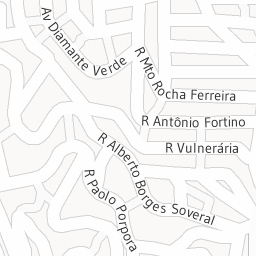 Av Diamante Verde
R Mto Rocha Ferreira
R Antônio Fortino
R Vulnerária
R Alberto Borges Soveral
R Paolo Porpora